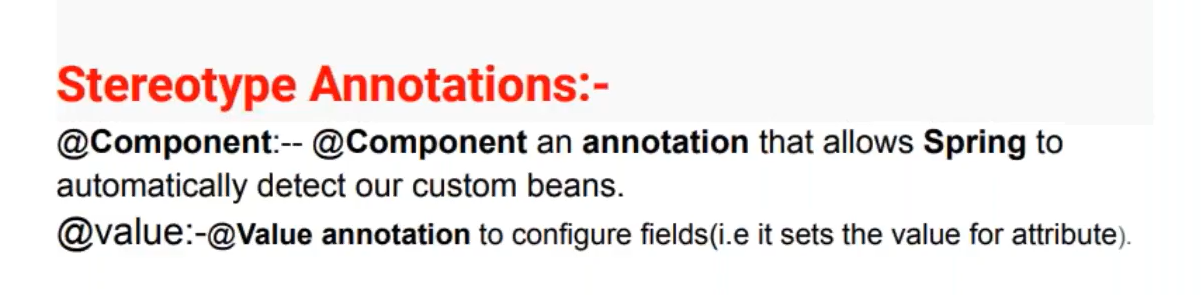 Stereotype Annotations:-
@Component:-- @Component an annotation that allows Spring to
automatically detect our custom beans.
@value:-@Value annotation to configure fields(i.e it sets the value for attribute).